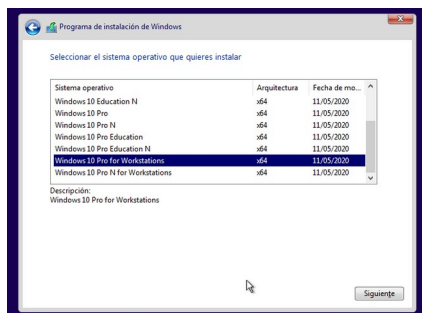 Programa de instalación de Windows
Seleccionar el sistema operativo que quieres instalar
Sistema operativo Arquitectura Fecha de mo...
Windows 10 Education N x64 11/05/2020
Windows 10 Pro x64 11/05/2020
Windows 10 Pro N x64 11/05/2020
Windows 10 Pro Education x64 11/05/2020
Windows 10 Pro Education N x64 11/05/2020
Windows 10 Pro for Workstations x64 11/05/2020
Windows 10 Pro N for Workstations x64 11/05/2020
Descripción:
Windows 10 Pro for Workstations
Siguiente